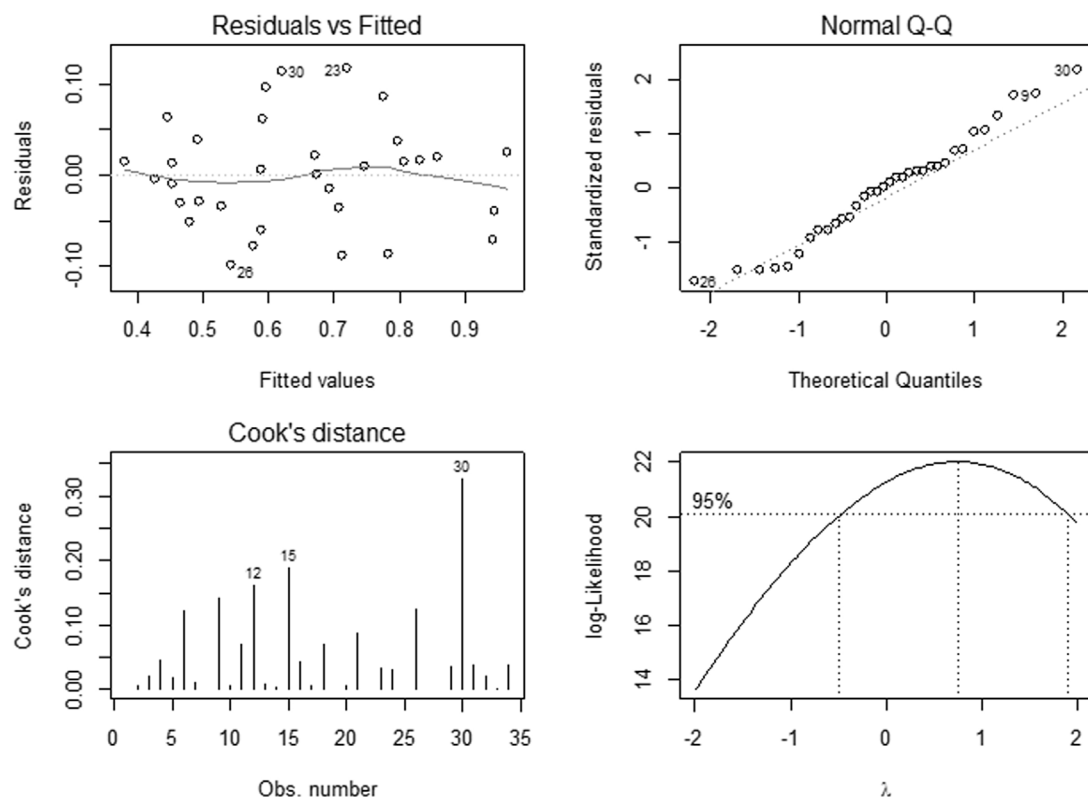 Residuals vs Fitted
Residuals
0.10
0.00
-0.10
30
23
26
0.4 0.5 0.6 0.7 0.8 0.9
Fitted values
Normal Q-Q
Standardized residuals
2
1
0
-1
30
9
26
-2 -1 0 1 2
Theoretical Quantiles
Cook's distance
Cook's distance
0.30
0.20
0.10
0.00
30
15
12
0 5 10 15 20 25 30 35
Obs. number
log-Likelihood
22
20
18
16
14
95%
-2 -1 0 1 2
λ